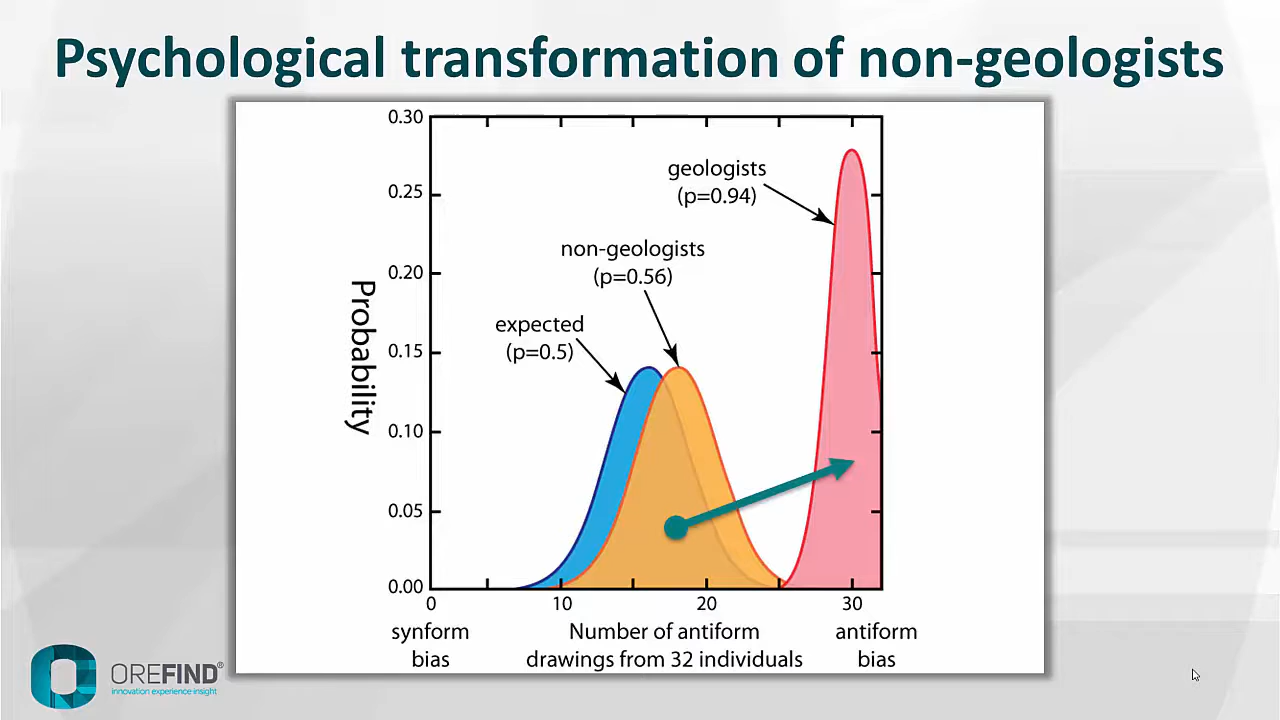 Psychological transformation of non-geologists
0.30
0.25
0.20
0.15
0.10
0.05
0.00
Probability
geologists
(p=0.94)
non-geologists
(p=0.56)
expected
(p=0.5)
0
10
20
30
synform
bias
Number of antiform
drawings from 32 individuals
antiform
bias
OREFIND®
innovation·experience·insight